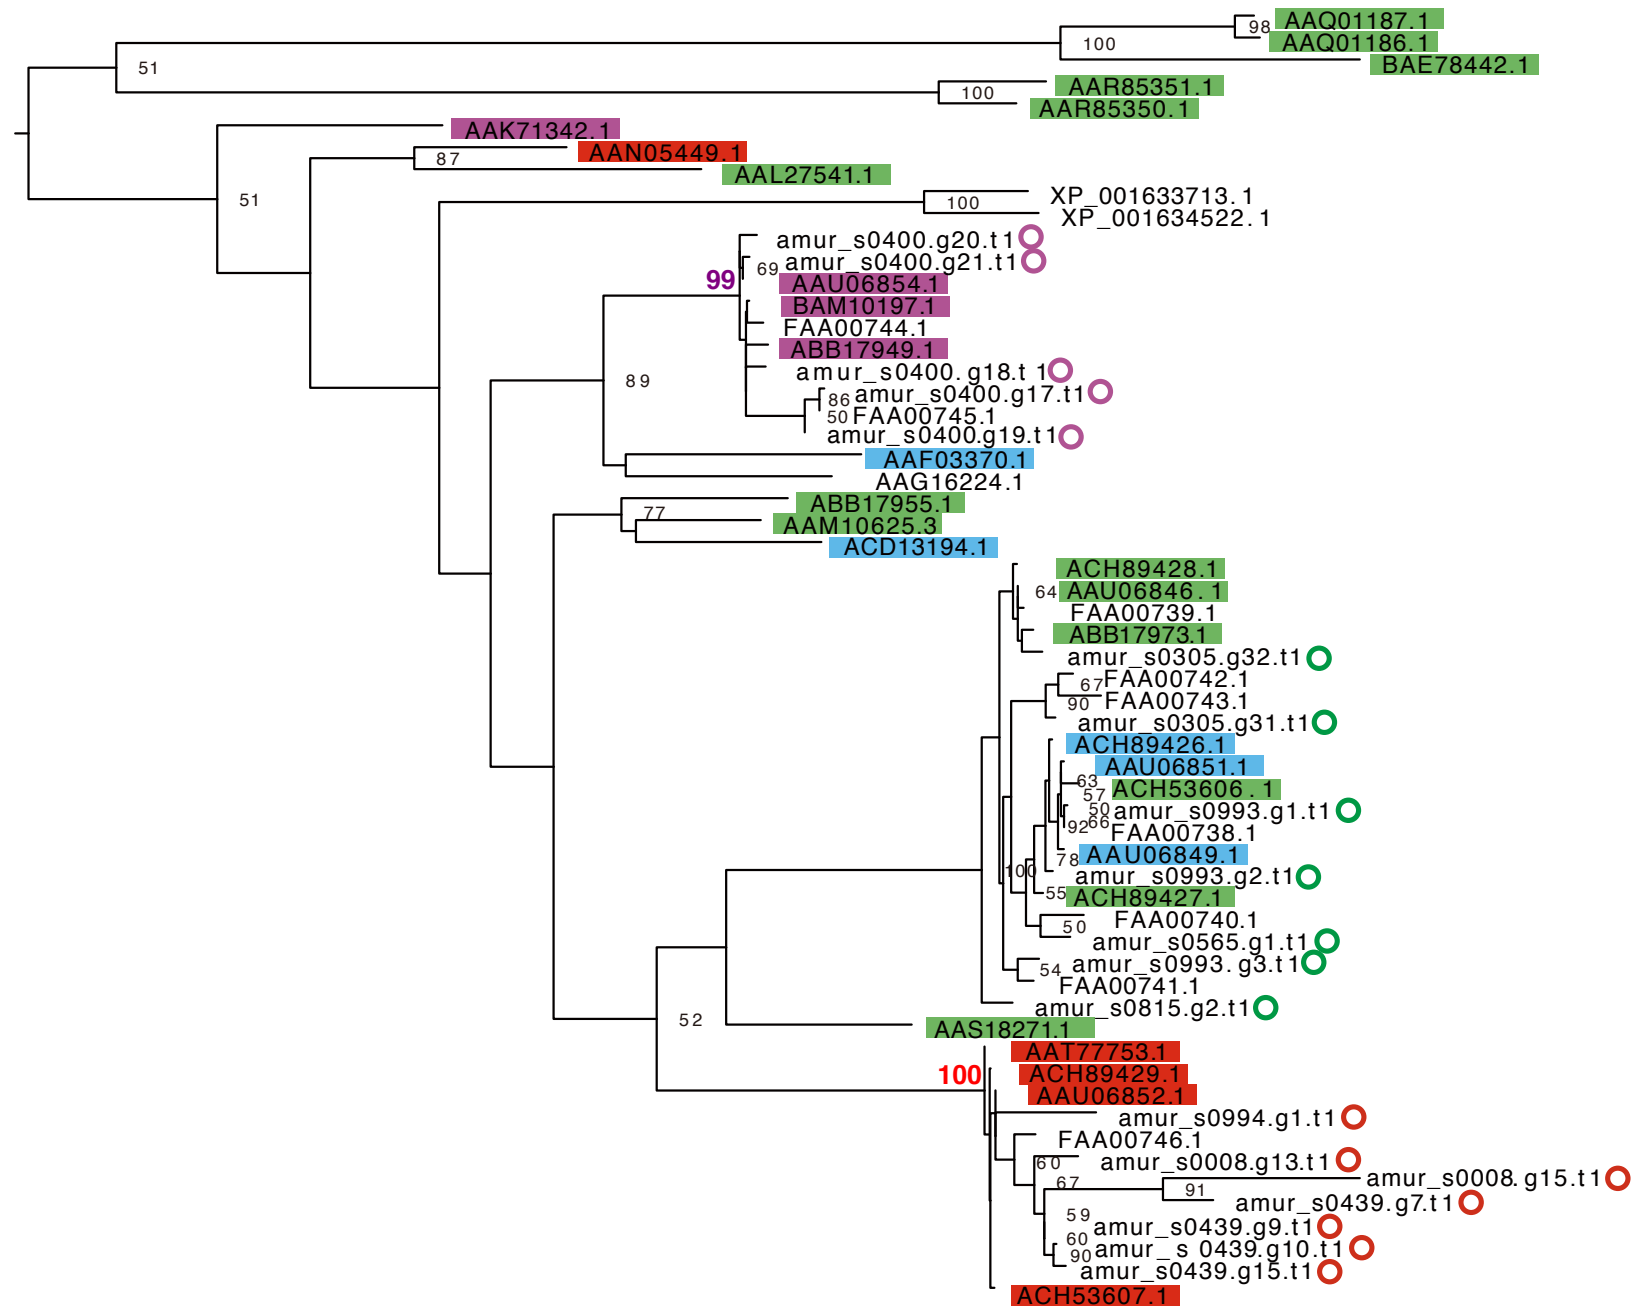 98 AAQ01187.1
100 AAQ01186.1
BAE78442.1
51
AAR85351.1
100
AAR85350.1
AAK71342.1
AAN05449.1
87
AAL27541.1
51
XP_001633713.1
100
XP_001634522.1
amur_s0400.g20.t1
69 amur_s0400.g21.t1
99
AAU06854.1
BAM10197.1
FAA00744.1
ABB17949.1
amur_s0400.g18.t1
89
86 amur_s0400.g17.t1
50 FAA00745.1
amur_s0400.g19.t1
AAF03370.1
AAG16224.1
ABB17955.1
77
AAM10625.3
ACD13194.1
ACH89428.1
64 AAU06846.1
FAA00739.1
ABB17973.1
amur_s0305.g32.t1
67 FAA00742.1
90 FAA00743.1
amur_s0305.g31.t1
ACH89426.1
AAU06851.1
63
57 ACH53606.1
50 amur_s0993.g1.t1
92 66 FAA00738.1
78 AAU06849.1
100 amur_s0993.g2.t1
55 ACH89427.1
FAA00740.1
50
amur_s0565.g1.t1
54 amur_s0993.g3.t1
FAA00741.1
amur_s0815.g2.t1
52
AAS18271.1
AAT77753.1
100 ACH89429.1
AAU06852.1
amur_s0994.g1.t1
FAA00746.1
60 amur_s0008.g13.t1
67
amur_s0008.g15.t1
91
amur_s0439.g7.t1
59 amur_s0439.g9.t1
60 amur_s0439.g10.t1
90 amur_s0439.g15.t1
ACH53607.1